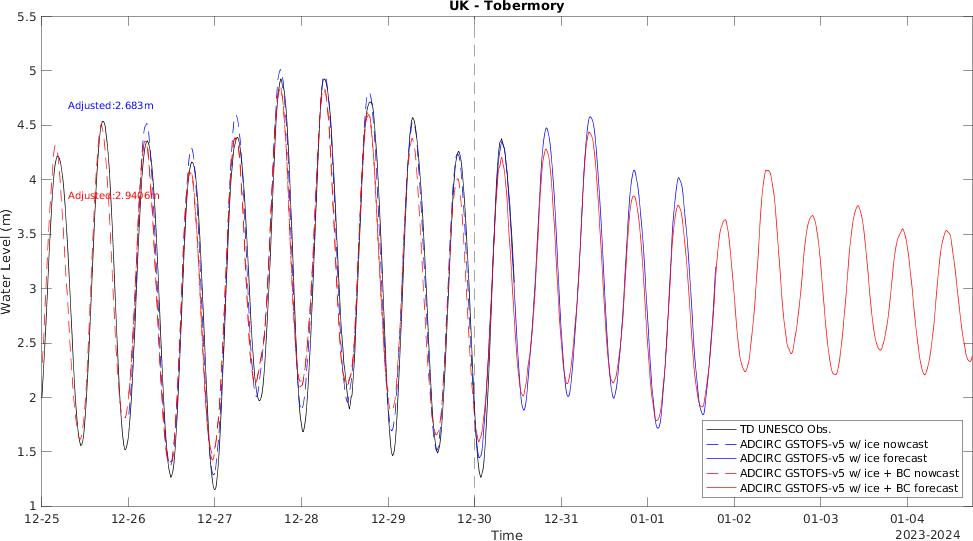 UK - Tobermory
5.5
5
4.5
4
3.5
3
2.5
2
1.5
1
Water Level (m)
Adjusted:2.683m
Adjusted:2.9406m
TD UNESCO Obs.
ADCIRC GSTOFS-v5 w/ ice nowcast
ADCIRC GSTOFS-v5 w/ ice forecast
ADCIRC GSTOFS-v5 w/ ice + BC nowcast
ADCIRC GSTOFS-v5 w/ ice + BC forecast
12-25 12-26 12-27 12-28 12-29 12-30 12-31 01-01 01-02 01-03 01-04
Time
2023-2024